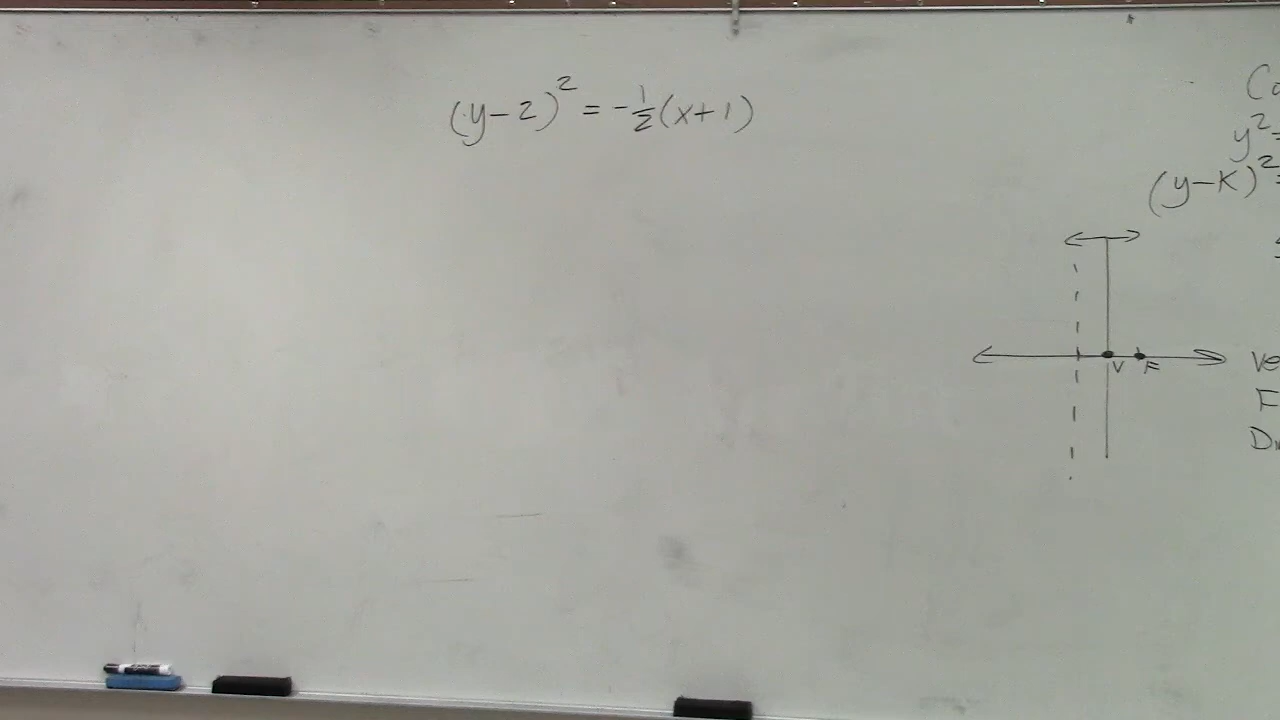 (y-2)² = -½(x+1)
y²=
(y-K)²=
V F
F